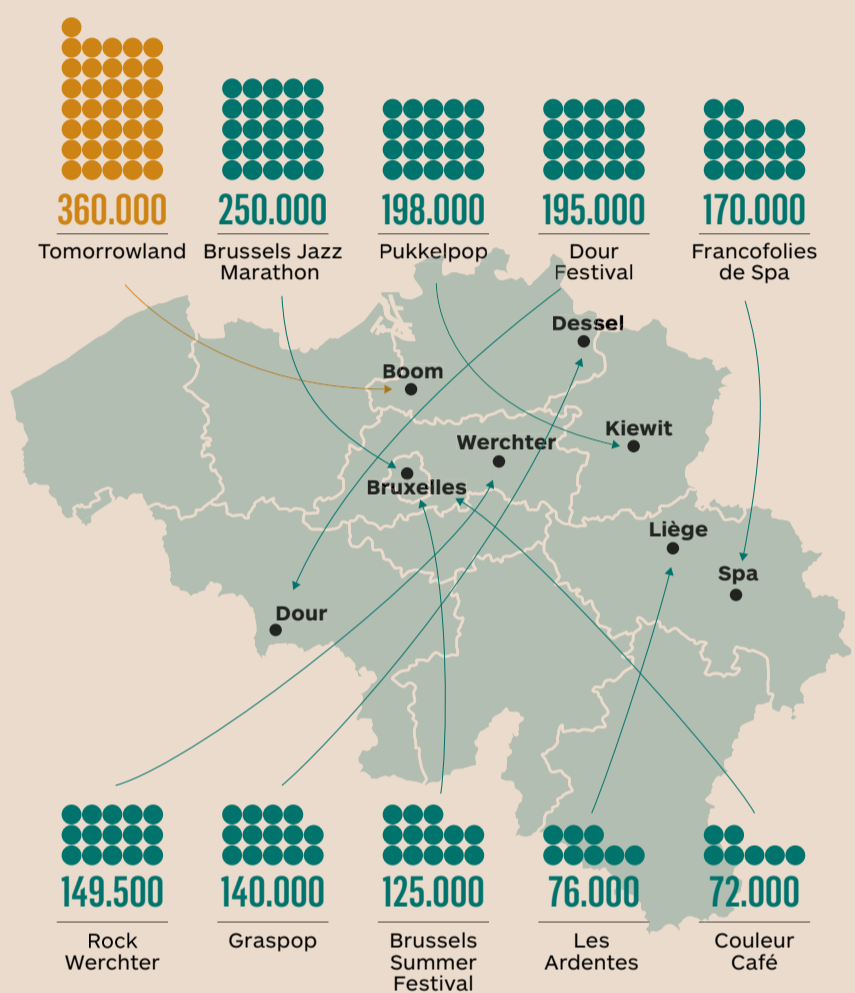 360.000
Tomorrowland
250.000
Brussels Jazz
Marathon
198.000
Pukkelpop
195.000
Dour
Festival
170.000
Francofolies
de Spa
Dessel
Boom
Kiewit
Werchter
Bruxelles
Liège
Spa
Dour
149.500
Rock
Werchter
140.000
Graspop
125.000
Brussels
Summer
Festival
76.000
Les
Ardentes
72.000
Couleur
Café